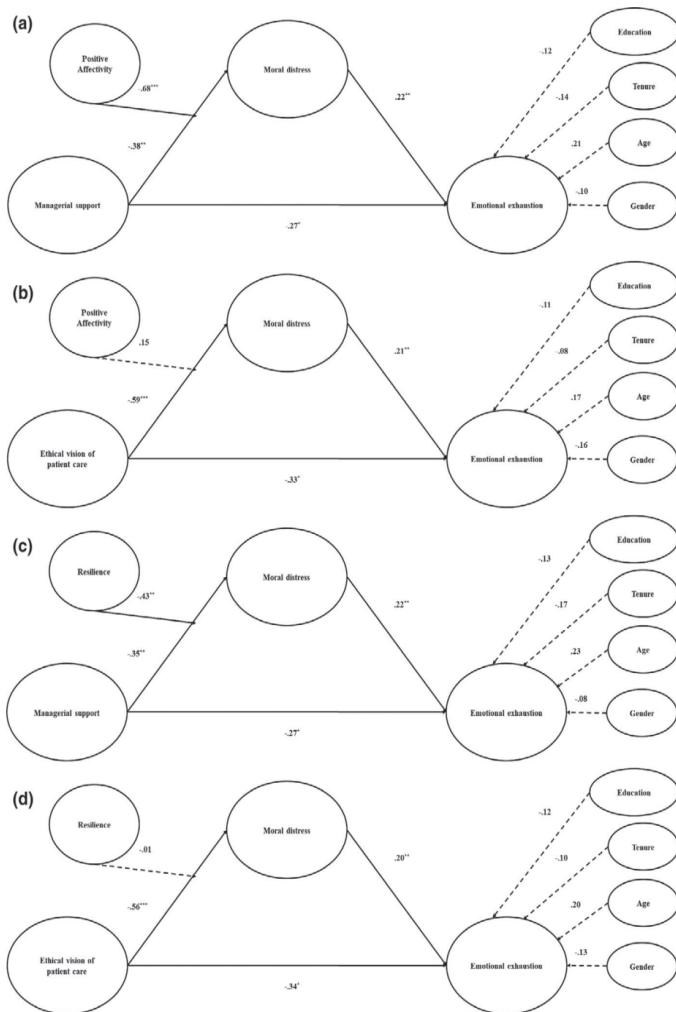 (a)
Education
Positive
Affectivity
Moral distress
-.12
-.68***
.22**
-.14
Tenure
-.38**
.21
Age
Managerial support
Emotional exhaustion
-.10
Gender
-.27*
(b)
Education
Positive
Affectivity
Moral distress
-.11
.15
.21**
-.08
Tenure
-.59***
.17
Age
Ethical vision of
patient care
Emotional exhaustion
-.16
Gender
-.33*
(c)
Education
Resilience
Moral distress
-.13
-.43**
.22**
-.17
Tenure
-.35**
.23
Age
Managerial support
Emotional exhaustion
-.08
Gender
-.27*
(d)
Education
Resilience
Moral distress
-.12
-.01
.20**
-.10
Tenure
-.56***
.20
Age
Ethical vision of
patient care
Emotional exhaustion
-.13
Gender
-.34*